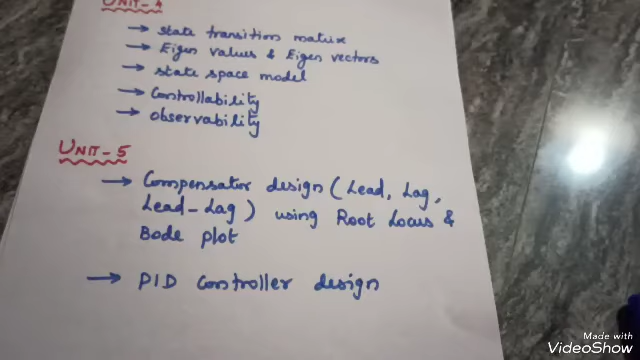 UNIT-4
→ state transition matrix
→ Eigen values & Eigen vectors
→ state space model
→ Controllability
→ observability
UNIT-5
→ Compensator design (Lead, Lag,
Lead-Lag) using Root Locus &
Bode plot
→ PID Controller design
Made with
VideoShow